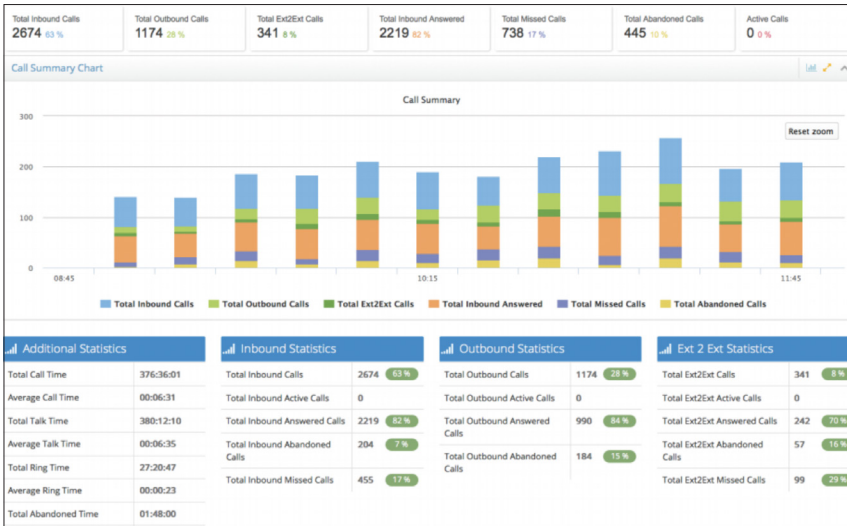 Total Inbound Calls
2674 63 %
Total Outbound Calls
1174 28 %
Total Ext2Ext Calls
341 8 %
Total Inbound Answered
2219 82 %
Total Missed Calls
738 17 %
Total Abandoned Calls
445 10 %
Active Calls
0 0 %
Call Summary Chart
Call Summary
Reset zoom
300
200
100
0
08:45
10:15
11:45
Total Inbound Calls
Total Outbound Calls
Total Ext2Ext Calls
Total Inbound Answered
Total Missed Calls
Total Abandoned Calls
Additional Statistics
Total Call Time 376:36:01
Average Call Time 00:06:31
Total Talk Time 380:12:10
Average Talk Time 00:06:35
Total Ring Time 27:20:47
Average Ring Time 00:00:23
Total Abandoned Time 01:48:00
Inbound Statistics
Total Inbound Calls 2674 63 %
Total Inbound Active Calls 0
Total Inbound Answered Calls 2219 82 %
Total Inbound Abandoned
Calls 204 7 %
Total Inbound Missed Calls 455 17 %
Outbound Statistics
Total Outbound Calls 1174 28 %
Total Outbound Active Calls 0
Total Outbound Answered
Calls 990 84 %
Total Outbound Abandoned
Calls 184 15 %
Ext 2 Ext Statistics
Total Ext2Ext Calls 341 8 %
Total Ext2Ext Active Calls 0
Total Ext2Ext Answered Calls 242 70 %
Total Ext2Ext Abandoned
Calls 57 16 %
Total Ext2Ext Missed Calls 99 29 %